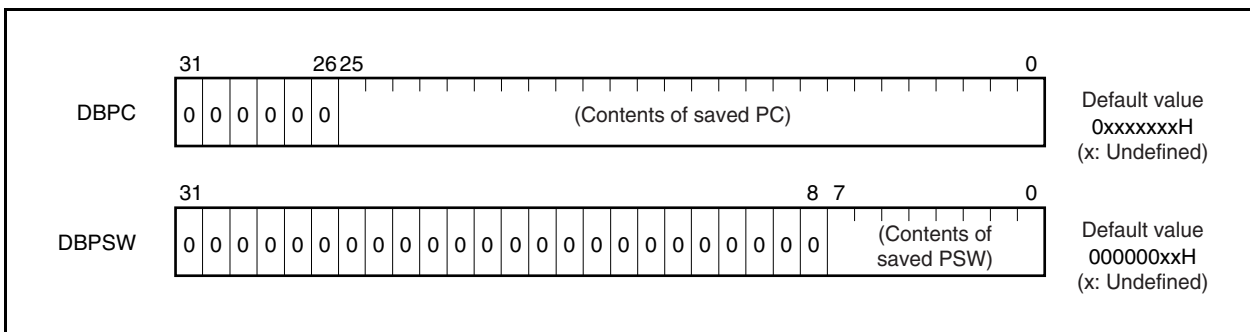 31 26 25 0
DBPC 0 0 0 0 0 0 (Contents of saved PC)
Default value
0xxxxxxxH
(x: Undefined)
31 8 7 0
DBPSW 0 0 0 0 0 0 0 0 0 0 0 0 0 0 0 0 0 0 0 0 0 0 0 0 (Contents of
saved PSW)
Default value
000000xxH
(x: Undefined)